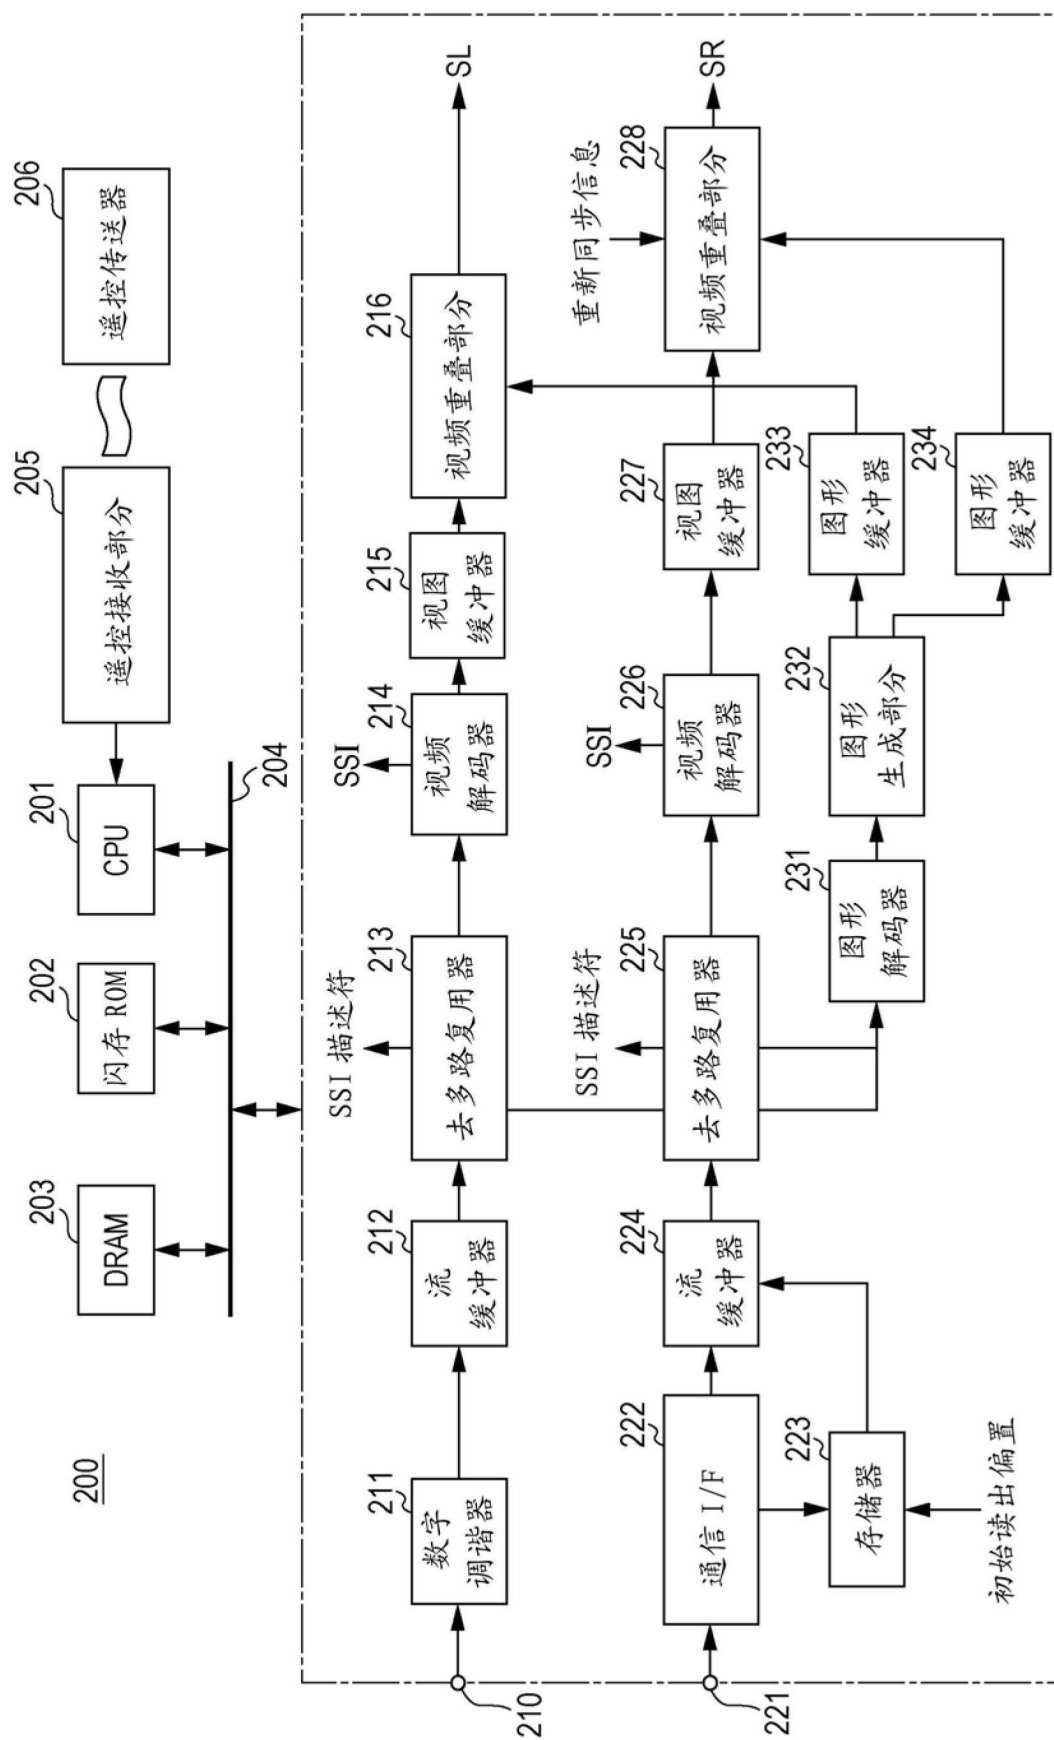 200
203
DRAM
202
闪存 ROM
201
CPU
205
遥控接收部分
206
遥控传送器
204
210
211
数字
调谐器
212
流
缓冲器
213
去多路复用器
SSI 描述符
214
视频
解码器
SSI
215
视图
缓冲器
216
视频重叠部分
SL
221
222
通信 I/F
223
存储器
初始读出偏置
224
流
缓冲器
225
去多路复用器
SSI 描述符
226
视频
解码器
SSI
227
视图
缓冲器
228
视频重叠部分
重新同步信息
SR
231
图形
解码器
232
图形
生成部分
233
图形
缓冲器
234
图形
缓冲器